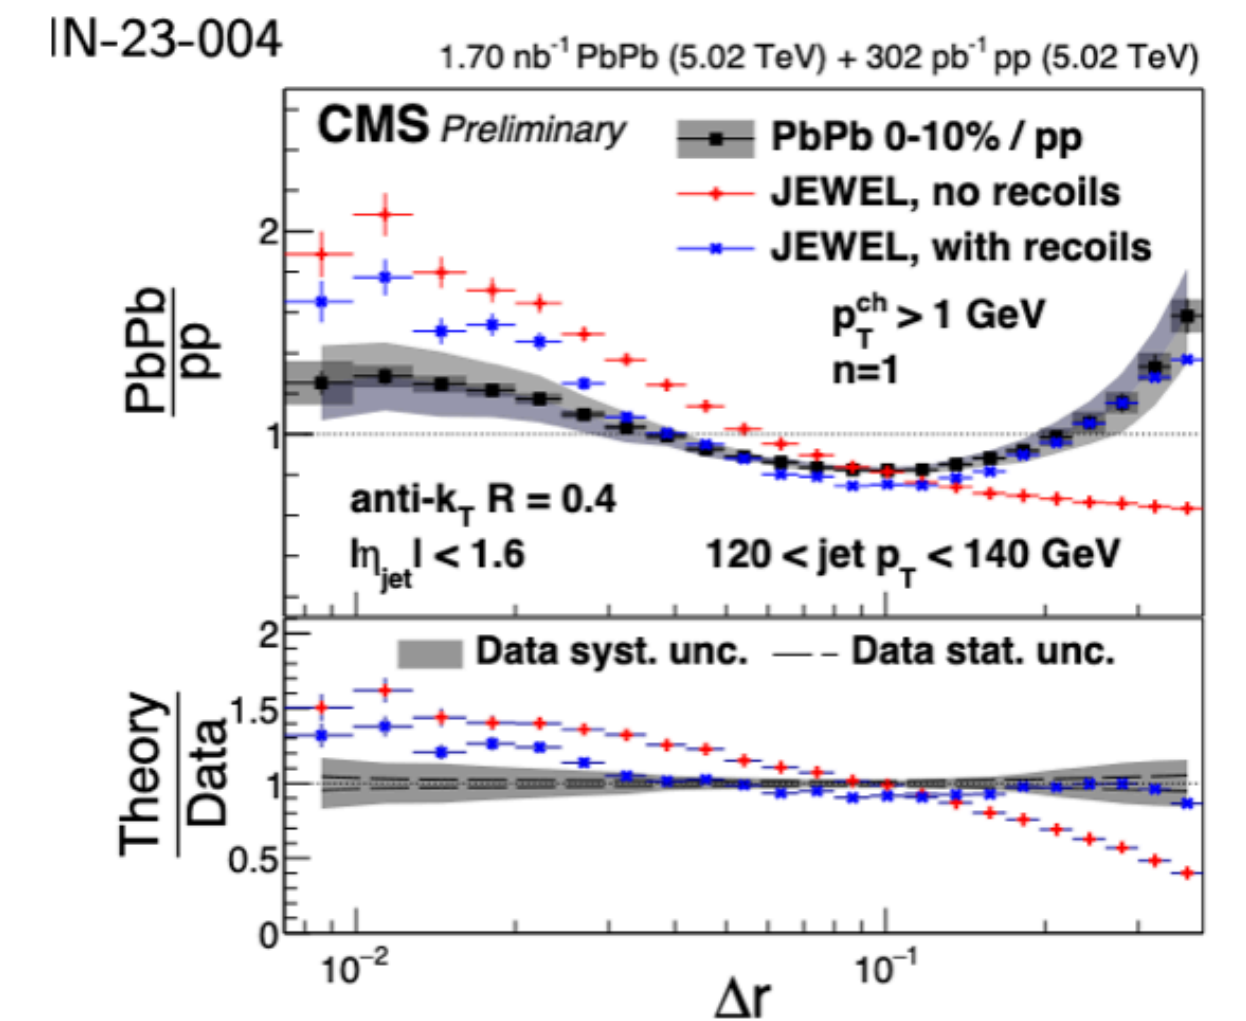 IN-23-004
1.70 nb⁻¹ PbPb (5.02 TeV) + 302 pb⁻¹ pp (5.02 TeV)
CMS Preliminary
PbPb 0-10% / pp
JEWEL, no recoils
JEWEL, with recoils
p_T^ch > 1 GeV
n=1
PbPb
pp
2
1
anti-k_T R = 0.4
|η_jet| < 1.6
120 < jet p_T < 140 GeV
Data syst. unc.
Data stat. unc.
Theory
Data
2
1.5
1
0.5
0
10⁻²
10⁻¹
Δr